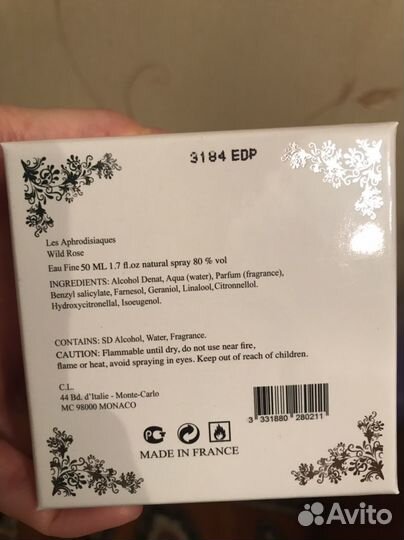 3184 EDP
Les Aphrodisiaques
Wild Rose
Eau Fine 50 ML 1.7 fl.oz natural spray 80 % vol
INGREDIENTS: Alcohol Denat, Aqua (water), Parfum (fragrance),
Benzyl salicylate, Farnesol, Geraniol, Linalool, Citronnellol.
Hydroxycitronellal, Isoeugenol.
CONTAINS: SD Alcohol, Water, Fragrance.
CAUTION: Flammable until dry, do not use near fire,
flame or heat, avoid spraying in eyes. Keep out of reach of children.
C.L.
44 Bd. d'Italie - Monte-Carlo
MC 98000 MONACO
3 331880 280211
MADE IN FRANCE
Avito